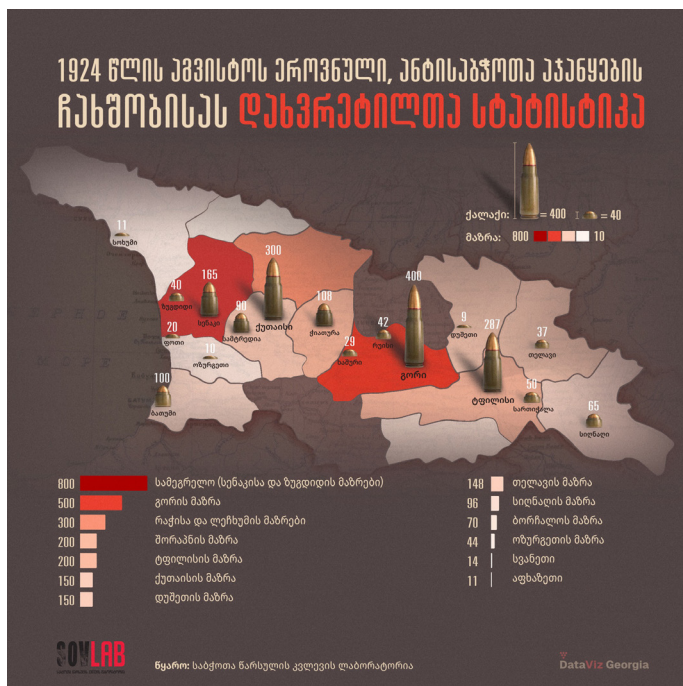 1924 წლის აგვისტოს ეროვნული, ანტისაბჭოთა აჯანყების
ჩახშობისას დახვრეტილთა სტატისტიკა
ქალაქი: = 400 = 40
მაზრა: 800 10
11
სოხუმი
40
ზუგდიდი
165
სენაკი
300
ქუთაისი
90
სამტრედია
108
ჭიათურა
20
ფოთი
10
ოზურგეთი
100
ბათუმი
29
ხაშური
42
რუისი
400
გორი
9
დუშეთი
287
ტფილისი
37
თელავი
50
სართიჭალა
65
სიღნაღი
800 სამეგრელო (სენაკისა და ზუგდიდის მაზრები)
500 გორის მაზრა
300 რაჭისა და ლეჩხუმის მაზრები
200 შორაპნის მაზრა
200 ტფილისის მაზრა
150 ქუთაისის მაზრა
150 დუშეთის მაზრა
148 თელავის მაზრა
96 სიღნაღის მაზრა
70 ბორჩალოს მაზრა
44 ოზურგეთის მაზრა
14 სვანეთი
11 აფხაზეთი
SOVLAB
წყარო: საბჭოთა წარსულის კვლევის ლაბორატორია
DataViz Georgia